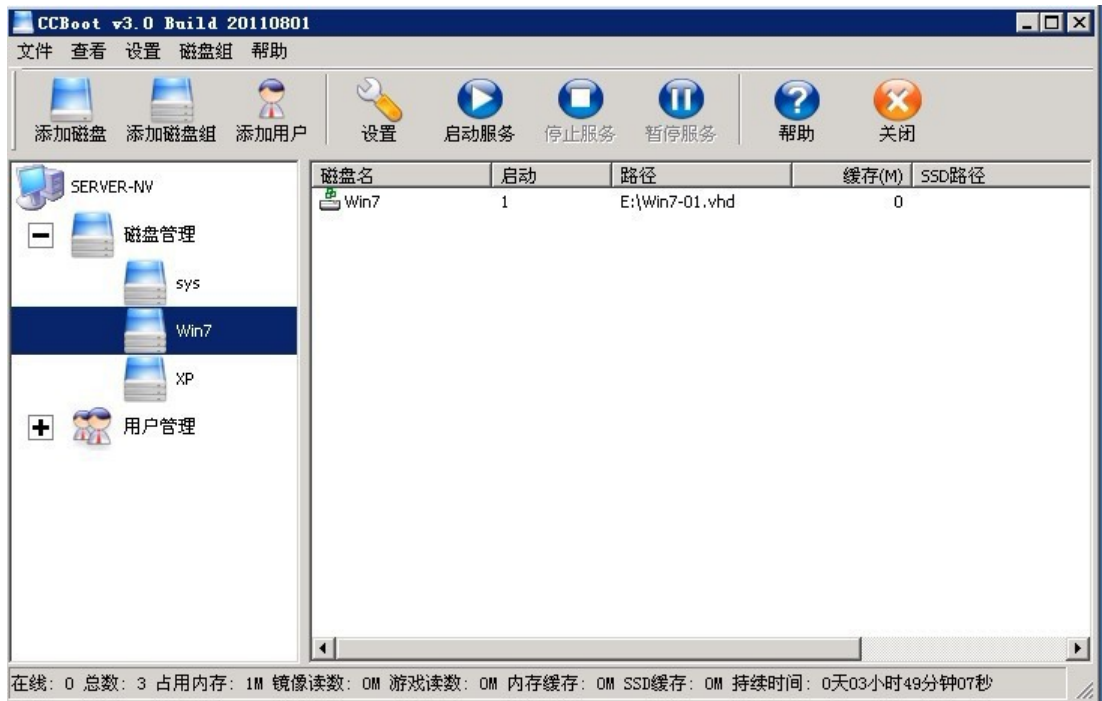 CCBoot v3.0 Build 20110801
文件 查看 设置 磁盘组 帮助
添加磁盘 添加磁盘组 添加用户 设置 启动服务 停止服务 暂停服务 帮助 关闭
SERVER-NV
磁盘管理
sys
Win7
XP
用户管理
磁盘名 启动 路径 缓存(M) SSD路径
Win7 1 E:\Win7-01.vhd 0
在线: 0 总数: 3 占用内存: 1M 镜像读数: 0M 游戏读数: 0M 内存缓存: 0M SSD缓存: 0M 持续时间: 0天03小时49分钟07秒